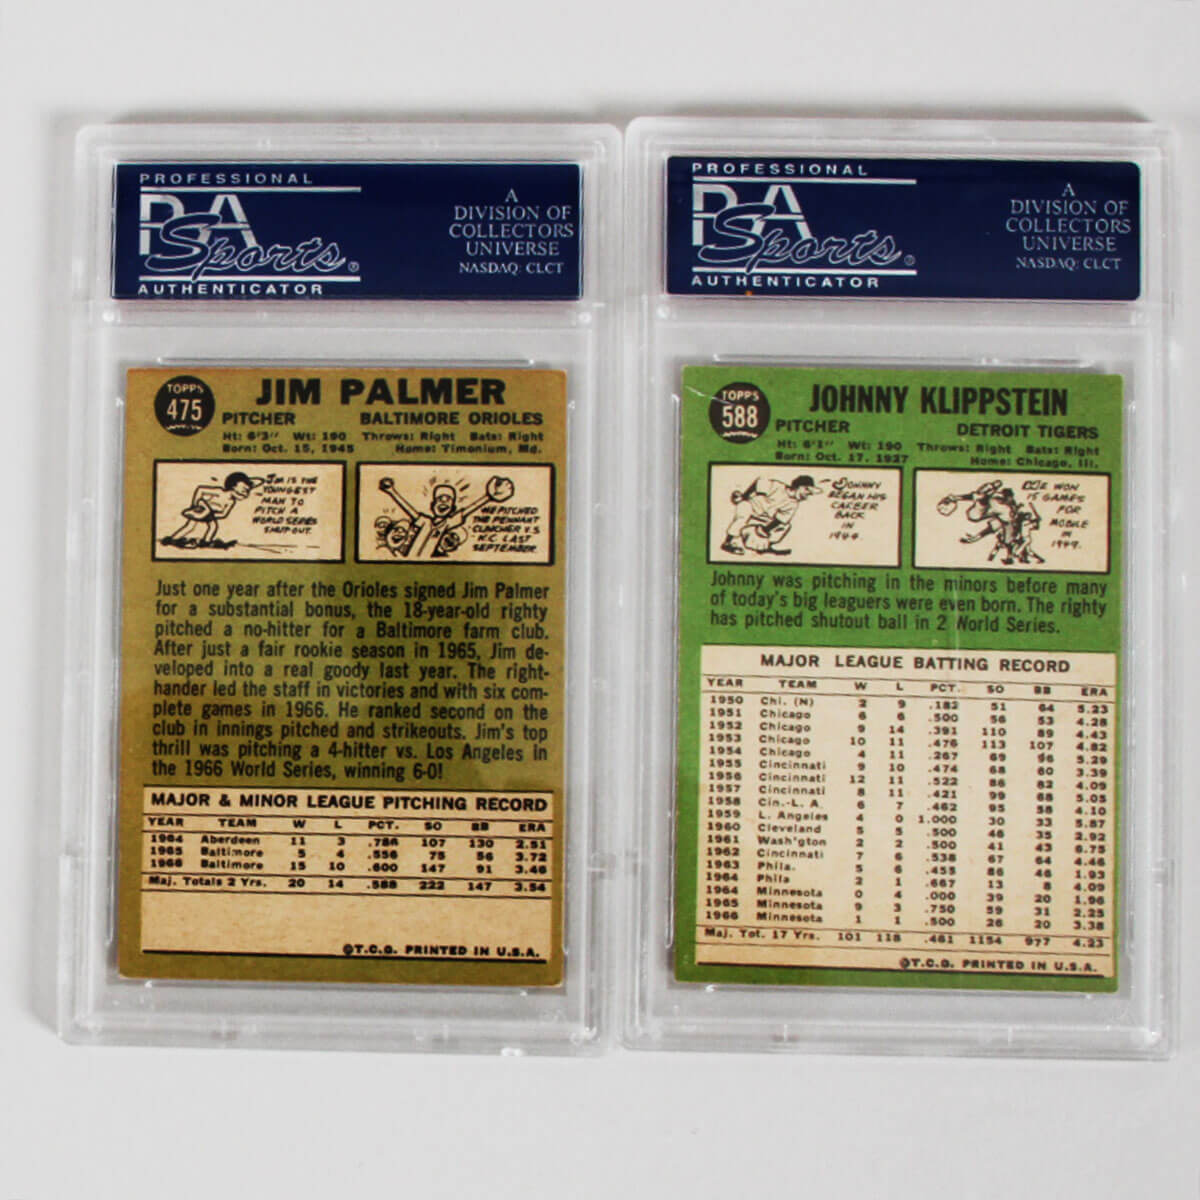 PROFESSIONAL
PSA
Sports®
AUTHENTICATOR
A
DIVISION OF
COLLECTORS
UNIVERSE
NASDAQ: CLCT
TOPPS
475
JIM PALMER
PITCHER BALTIMORE ORIOLES
Ht: 6'3" Wt: 190 Throws: Right Bats: Right
Born: Oct. 15, 1945 Home: Timonium, Md.
JIM IS THE
YOUNGEST
MAN TO
PITCH A
WORLD SERIES
SHUTOUT.
HE PITCHED
THE PENNANT
CLINCHER V.S
K.C. LAST
SEPTEMBER.
Just one year after the Orioles signed Jim Palmer
for a substantial bonus, the 18-year-old righty
pitched a no-hitter for a Baltimore farm club.
After just a fair rookie season in 1965, Jim de-
veloped into a real goody last year. The right-
hander led the staff in victories and with six com-
plete games in 1966. He ranked second on the
club in innings pitched and strikeouts. Jim's top
thrill was pitching a 4-hitter vs. Los Angeles in
the 1966 World Series, winning 6-0!
MAJOR & MINOR LEAGUE PITCHING RECORD
YEAR TEAM W L PCT. SO BB ERA
1964 Aberdeen 11 3 .786 107 130 2.51
1965 Baltimore 5 4 .556 75 56 3.72
1966 Baltimore 15 10 .600 147 91 3.46
Maj. Totals 2 Yrs. 20 14 .588 222 147 3.54
©T.C.G. PRINTED IN U.S.A.
PROFESSIONAL
PSA
Sports®
AUTHENTICATOR
A
DIVISION OF
COLLECTORS
UNIVERSE
NASDAQ: CLCT
TOPPS
588
JOHNNY KLIPPSTEIN
PITCHER DETROIT TIGERS
Ht: 6'1" Wt: 190 Throws: Right Bats: Right
Born: Oct. 17, 1927 Home: Chicago, Ill.
JOHNNY
BEGAN HIS
CAREER
BACK
IN
1944.
HE WON
15 GAMES
FOR
MOBILE
IN
1949.
Johnny was pitching in the minors before many
of today's big leaguers were even born. The righty
has pitched shutout ball in 2 World Series.
MAJOR LEAGUE BATTING RECORD
YEAR TEAM W L PCT. SO BB ERA
1950 Chi. (N) 2 9 .182 51 64 5.23
1951 Chicago 6 6 .500 56 53 4.28
1952 Chicago 9 14 .391 110 89 4.43
1953 Chicago 10 11 .476 113 107 4.82
1954 Chicago 4 11 .267 69 96 5.29
1955 Cincinnati 9 10 .474 68 60 3.39
1956 Cincinnati 12 11 .522 86 82 4.09
1957 Cincinnati 8 11 .421 99 68 5.05
1958 Cin.-L. A. 6 7 .462 95 58 4.10
1959 L. Angeles 4 0 1.000 30 33 5.87
1960 Cleveland 5 5 .500 46 35 2.92
1961 Wash'gton 2 2 .500 41 43 6.75
1962 Cincinnati 7 6 .538 67 64 4.46
1963 Phila. 5 6 .455 86 46 1.93
1964 Phila 2 1 .667 13 8 4.09
1964 Minnesota 0 4 .000 39 20 1.96
1965 Minnesota 9 3 .750 59 31 2.25
1966 Minnesota 1 1 .500 26 20 3.38
Maj. Tot. 17 Yrs. 101 118 .461 1154 977 4.23
©T.C.G. PRINTED IN U.S.A.